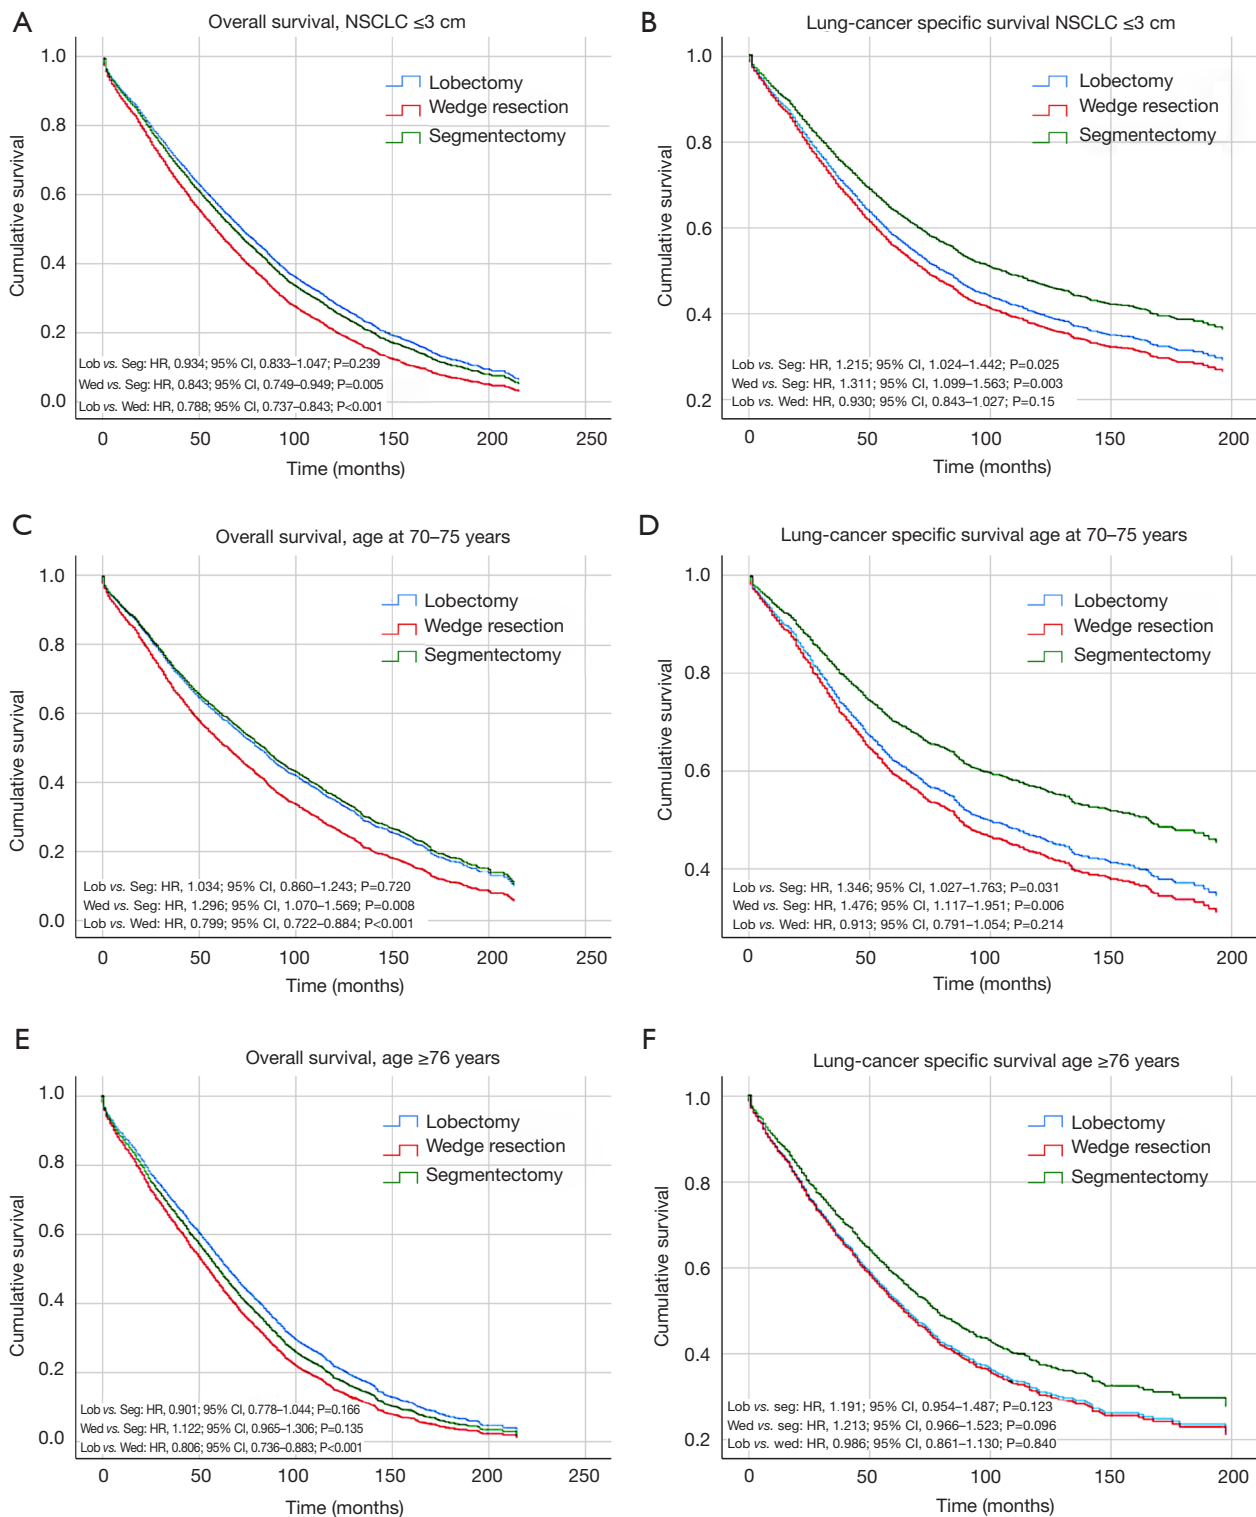 A
Overall survival, NSCLC ≤3 cm
Cumulative survival
1.0
0.8
0.6
0.4
0.2
0.0
Lobectomy
Wedge resection
Segmentectomy
Lob vs. Seg: HR, 0.934; 95% CI, 0.833–1.047; P=0.239
Wed vs. Seg: HR, 0.843; 95% CI, 0.749–0.949; P=0.005
Lob vs. Wed: HR, 0.788; 95% CI, 0.737–0.843; P<0.001
0 50 100 150 200 250
Time (months)
B
Lung-cancer specific survival NSCLC ≤3 cm
Cumulative survival
1.0
0.8
0.6
0.4
0.2
Lobectomy
Wedge resection
Segmentectomy
Lob vs. Seg: HR, 1.215; 95% CI, 1.024–1.442; P=0.025
Wed vs. Seg: HR, 1.311; 95% CI, 1.099–1.563; P=0.003
Lob vs. Wed: HR, 0.930; 95% CI, 0.843–1.027; P=0.15
0 50 100 150 200
Time (months)
C
Overall survival, age at 70–75 years
Cumulative survival
1.0
0.8
0.6
0.4
0.2
0.0
Lobectomy
Wedge resection
Segmentectomy
Lob vs. Seg: HR, 1.034; 95% CI, 0.860–1.243; P=0.720
Wed vs. Seg: HR, 1.296; 95% CI, 1.070–1.569; P=0.008
Lob vs. Wed: HR, 0.799; 95% CI, 0.722–0.884; P<0.001
0 50 100 150 200 250
Time (months)
D
Lung-cancer specific survival age at 70–75 years
Cumulative survival
1.0
0.8
0.6
0.4
Lobectomy
Wedge resection
Segmentectomy
Lob vs. Seg: HR, 1.346; 95% CI, 1.027–1.763; P=0.031
Wed vs. Seg: HR, 1.476; 95% CI, 1.117–1.951; P=0.006
Lob vs. Wed: HR, 0.913; 95% CI, 0.791–1.054; P=0.214
0 50 100 150 200
Time (months)
E
Overall survival, age ≥76 years
Cumulative survival
1.0
0.8
0.6
0.4
0.2
0.0
Lobectomy
Wedge resection
Segmentectomy
Lob vs. Seg: HR, 0.901; 95% CI, 0.778–1.044; P=0.166
Wed vs. Seg: HR, 1.122; 95% CI, 0.965–1.306; P=0.135
Lob vs. Wed: HR, 0.806; 95% CI, 0.736–0.883; P<0.001
0 50 100 150 200 250
Time (months)
F
Lung-cancer specific survival age ≥76 years
Cumulative survival
1.0
0.8
0.6
0.4
0.2
Lobectomy
Wedge resection
Segmentectomy
Lob vs. seg: HR, 1.191; 95% CI, 0.954–1.487; P=0.123
Wed vs. seg: HR, 1.213; 95% CI, 0.966–1.523; P=0.096
Lob vs. wed: HR, 0.986; 95% CI, 0.861–1.130; P=0.840
0 50 100 150 200
Time (months)